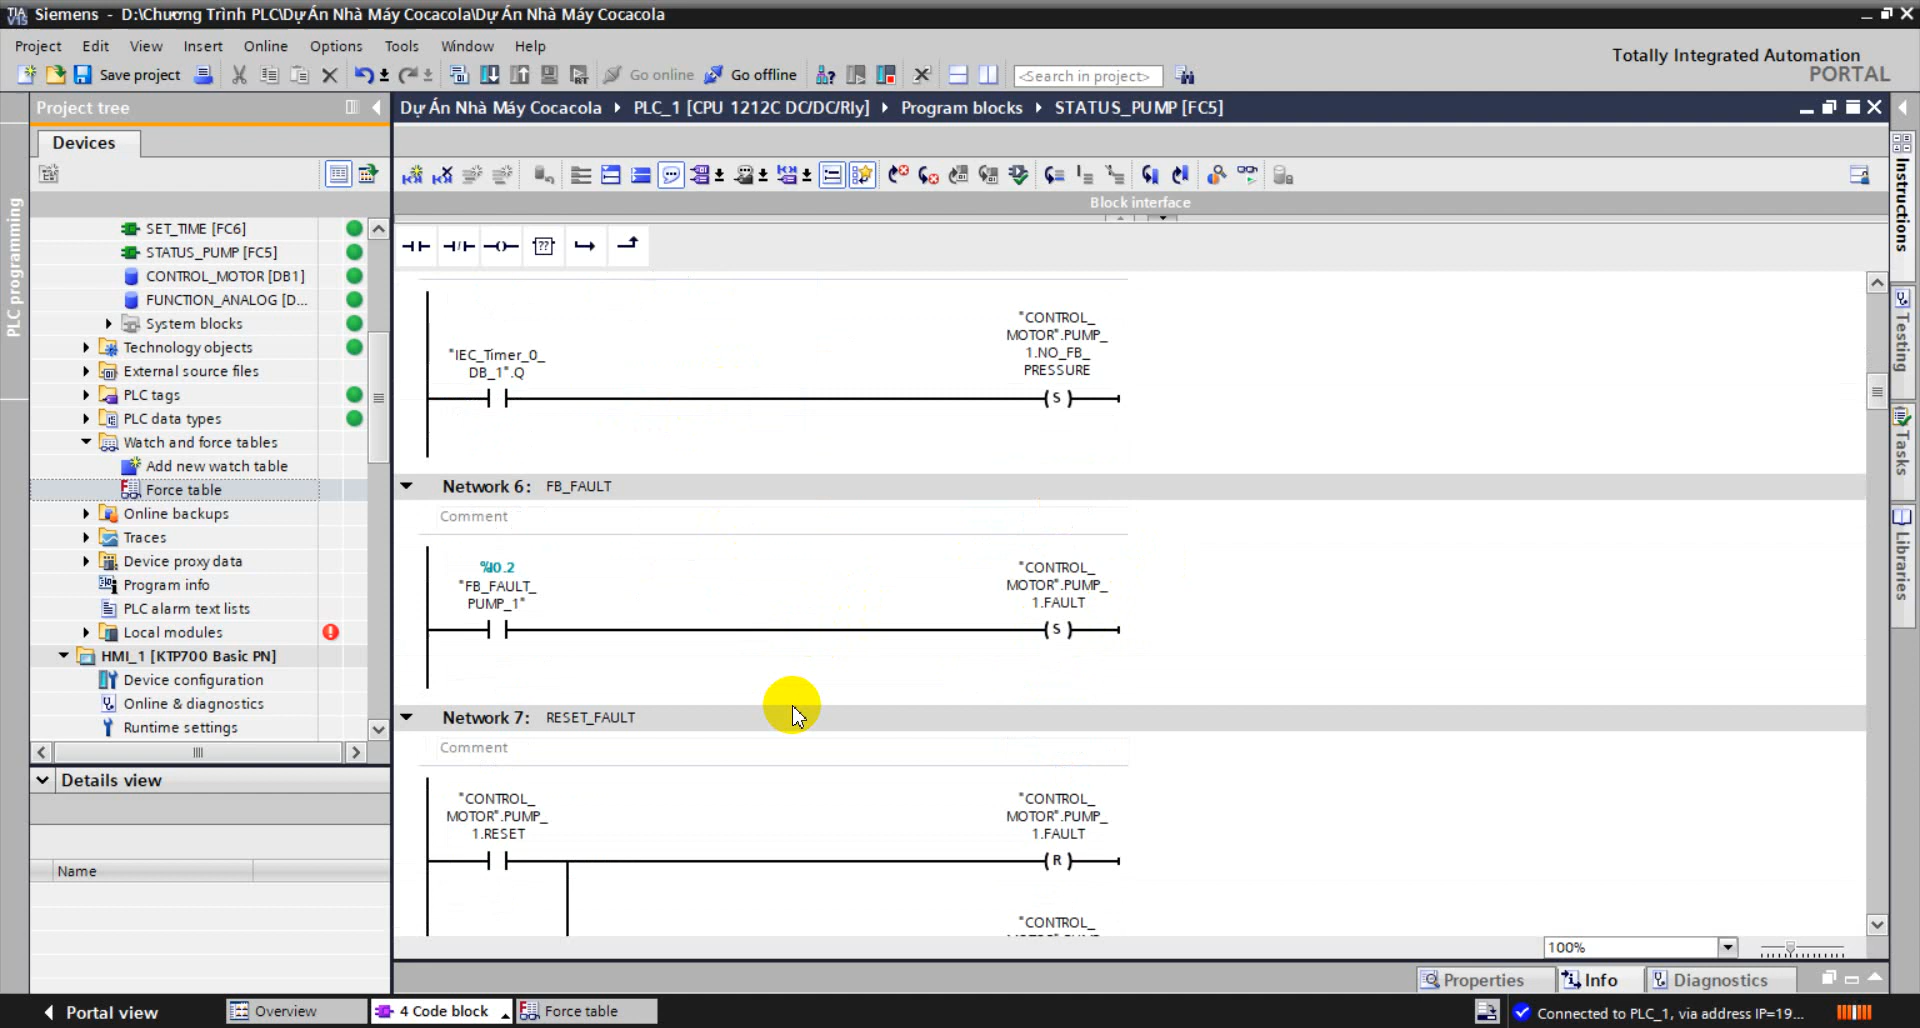 Siemens - D:\Chương Trình PLC\Dự Án Nhà Máy Cocacola\Dự Án Nhà Máy Cocacola
Project Edit View Insert Online Options Tools Window Help
Totally Integrated Automation
PORTAL
Save project
Go online
Go offline
<Search in project>
Project tree
Dự Án Nhà Máy Cocacola
PLC_1 [CPU 1212C DC/DC/Rly]
Program blocks
STATUS_PUMP [FC5]
Devices
PLC programming
Block interface
SET_TIME [FC6]
STATUS_PUMP [FC5]
CONTROL_MOTOR [DB1]
FUNCTION_ANALOG [D...
System blocks
Technology objects
External source files
PLC tags
PLC data types
Watch and force tables
Add new watch table
Force table
Online backups
Traces
Device proxy data
Program info
PLC alarm text lists
Local modules
HMI_1 [KTP700 Basic PN]
Device configuration
Online & diagnostics
Runtime settings
Details view
Name
"IEC_Timer_0_
DB_1".Q
"CONTROL_
MOTOR".PUMP_
1.NO_FB_
PRESSURE
S
Network 6: FB_FAULT
Comment
%I0.2
"FB_FAULT_
PUMP_1"
"CONTROL_
MOTOR".PUMP_
1.FAULT
S
Network 7: RESET_FAULT
Comment
"CONTROL_
MOTOR".PUMP_
1.RESET
"CONTROL_
MOTOR".PUMP_
1.FAULT
R
"CONTROL_
100%
Instructions
Testing
Tasks
Libraries
Properties
Info
Diagnostics
Portal view
Overview
4 Code block
Force table
Connected to PLC_1, via address IP=19...